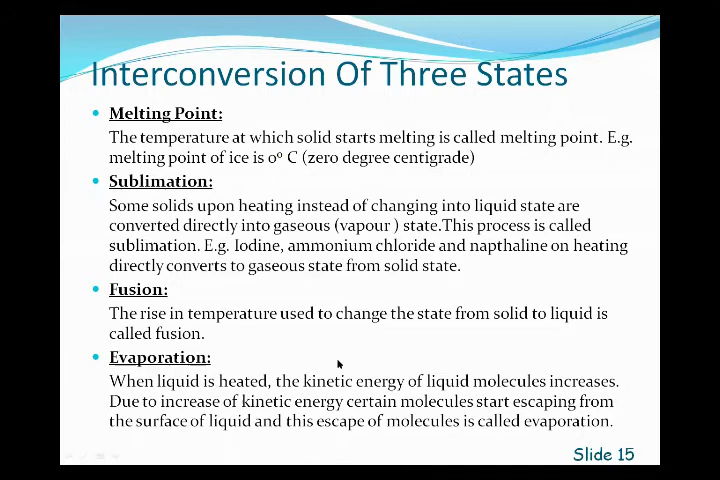 Interconversion Of Three States
• Melting Point:
The temperature at which solid starts melting is called melting point. E.g.
melting point of ice is 0⁰ C (zero degree centigrade)
• Sublimation:
Some solids upon heating instead of changing into liquid state are
converted directly into gaseous (vapour ) state.This process is called
sublimation. E.g. Iodine, ammonium chloride and napthaline on heating
directly converts to gaseous state from solid state.
• Fusion:
The rise in temperature used to change the state from solid to liquid is
called fusion.
• Evaporation:
When liquid is heated, the kinetic energy of liquid molecules increases.
Due to increase of kinetic energy certain molecules start escaping from
the surface of liquid and this escape of molecules is called evaporation.
Slide 15